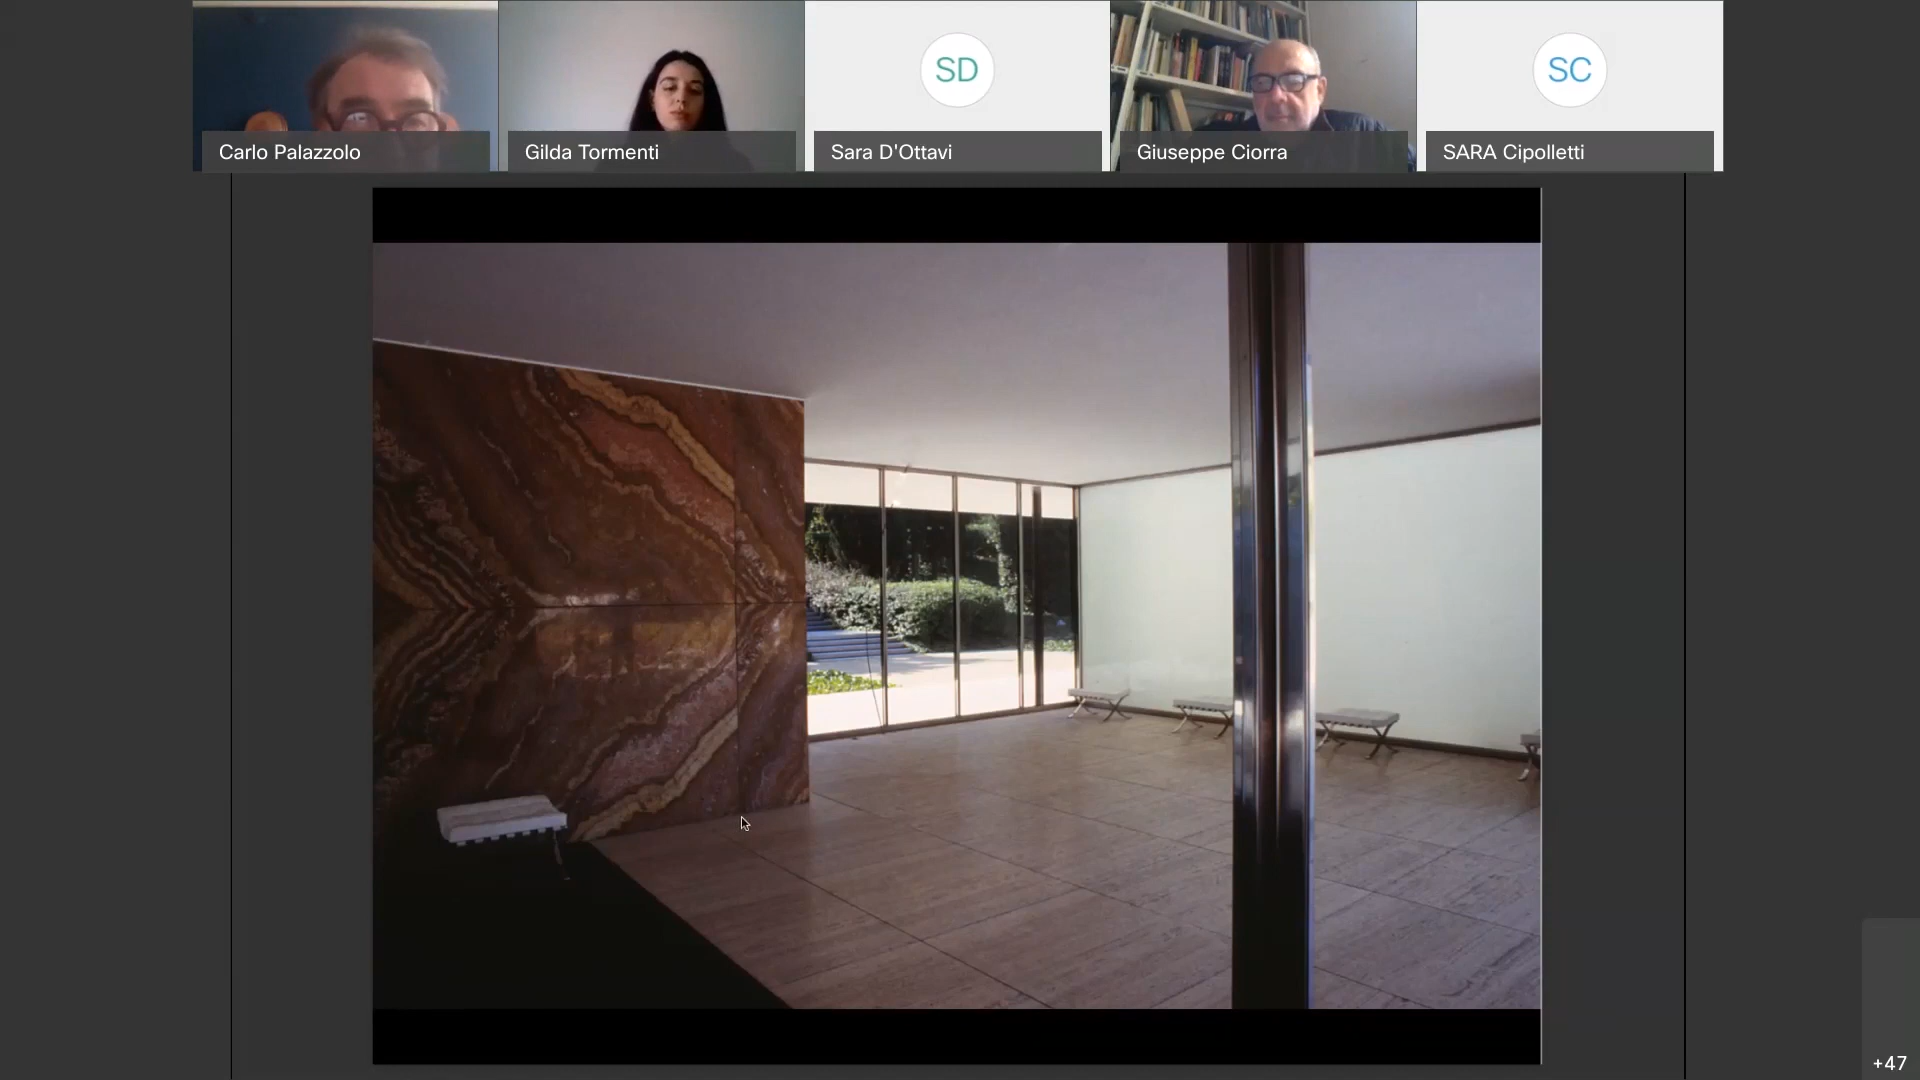 Carlo Palazzolo
Gilda Tormenti
SD
Sara D'Ottavi
Giuseppe Ciorra
SC
SARA Cipolletti
+47